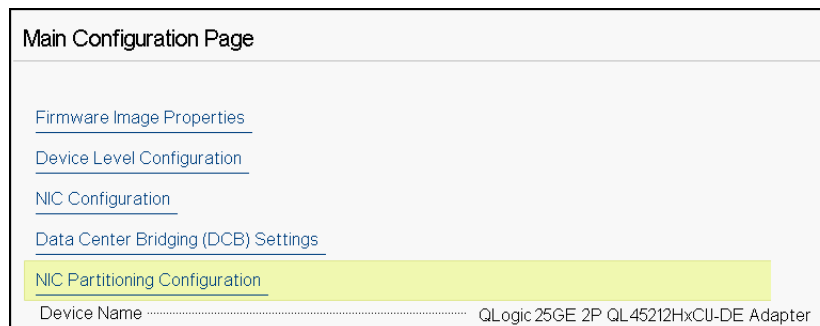 Main Configuration Page
Firmware Image Properties
Device Level Configuration
NIC Configuration
Data Center Bridging (DCB) Settings
NIC Partitioning Configuration
Device Name QLogic 25GE 2P QL45212HxCU-DE Adapter